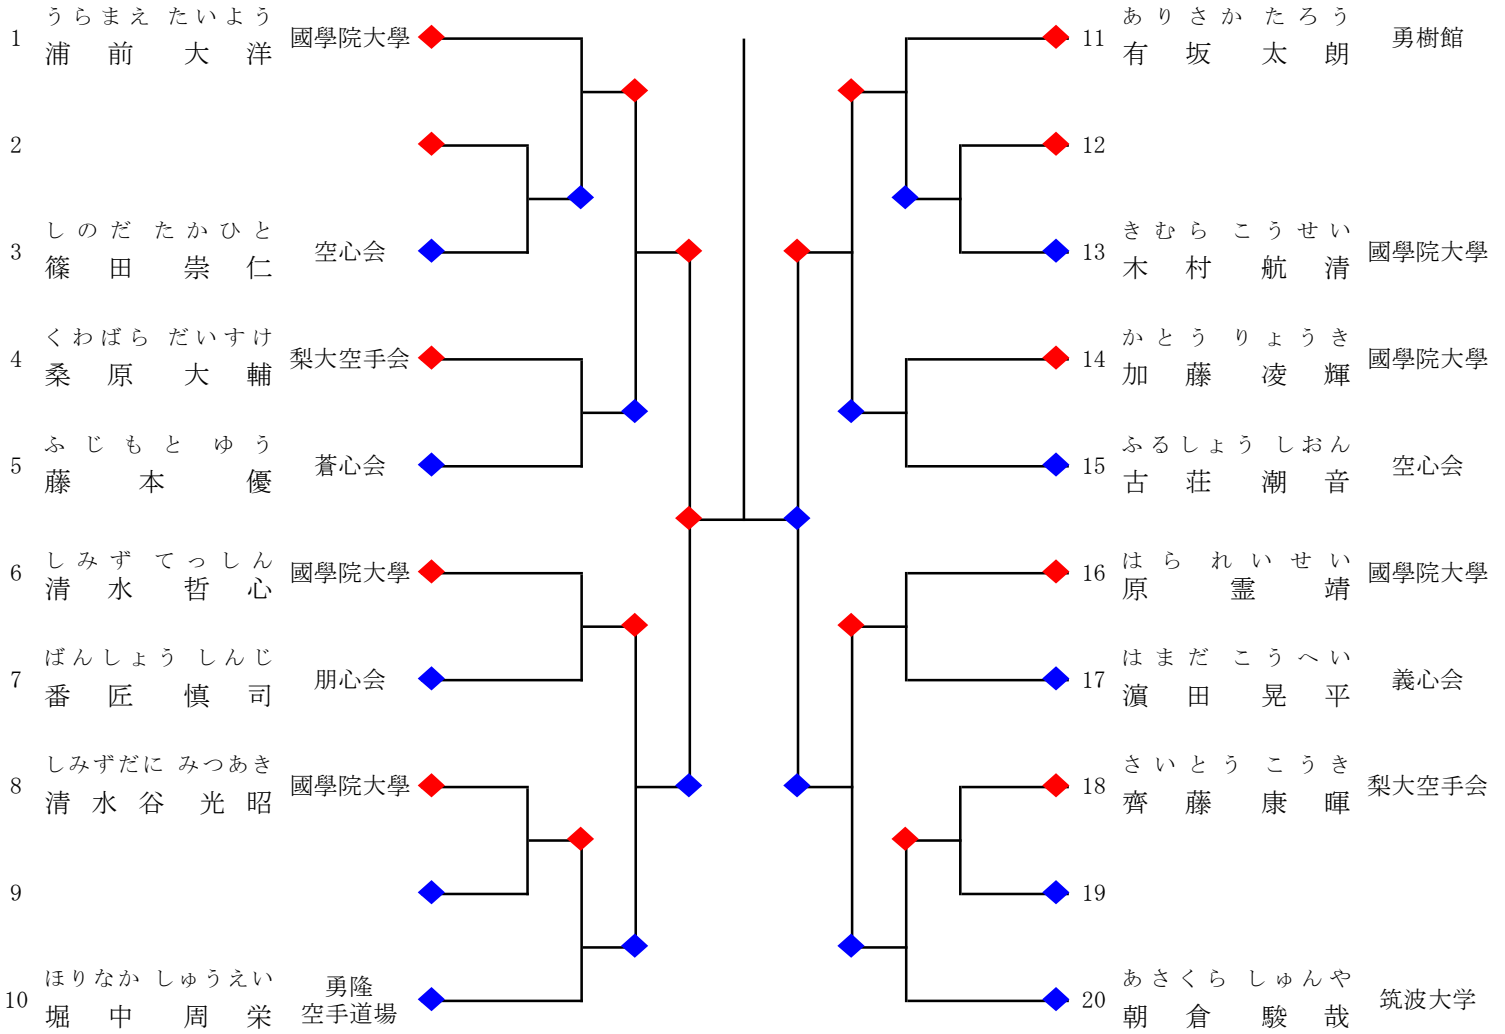 うらまえ たいよう
1 浦前 大洋 國學院大學
2
しのだ たかひと
3 篠田 崇仁 空心会
くわばら だいすけ
4 桑原 大輔 梨大空手会
ふじもと ゆう
5 藤本 優 蒼心会
しみず てっしん
6 清水 哲心 國學院大學
ばんしょう しんじ
7 番匠 慎司 朋心会
しみずだに みつあき
8 清水谷 光昭 國學院大學
9
ほりなか しゅうえい
10 堀中 周栄 勇隆
空手道場
ありさか たろう
11 有坂 太朗 勇樹館
12
きむら こうせい
13 木村 航清 國學院大學
かとう りょうき
14 加藤 凌輝 國學院大學
ふるしょう しおん
15 古荘 潮音 空心会
はら れいせい
16 原 霊靖 國學院大學
はまだ こうへい
17 濵田 晃平 義心会
さいとう こうき
18 齊藤 康暉 梨大空手会
19
あさくら しゅんや
20 朝倉 駿哉 筑波大学